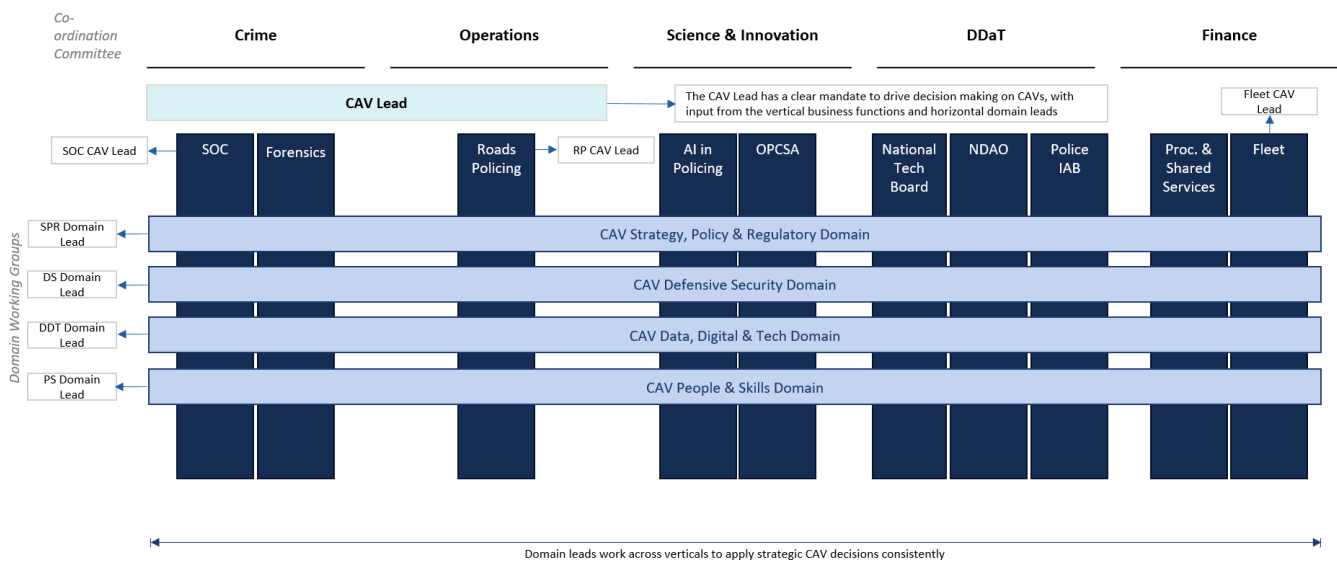 Co-
ordination
Committee
Crime
Operations
Science & Innovation
DDaT
Finance
CAV Lead
The CAV Lead has a clear mandate to drive decision making on CAVs, with
input from the vertical business functions and horizontal domain leads
Fleet CAV
Lead
SOC CAV Lead
SOC
Forensics
Roads
Policing
RP CAV Lead
AI in
Policing
OPCSA
National
Tech
Board
NDAO
Police
IAB
Proc. &
Shared
Services
Fleet
Domain Working Groups
SPR Domain
Lead
CAV Strategy, Policy & Regulatory Domain
DS Domain
Lead
CAV Defensive Security Domain
DDT Domain
Lead
CAV Data, Digital & Tech Domain
PS Domain
Lead
CAV People & Skills Domain
Domain leads work across verticals to apply strategic CAV decisions consistently